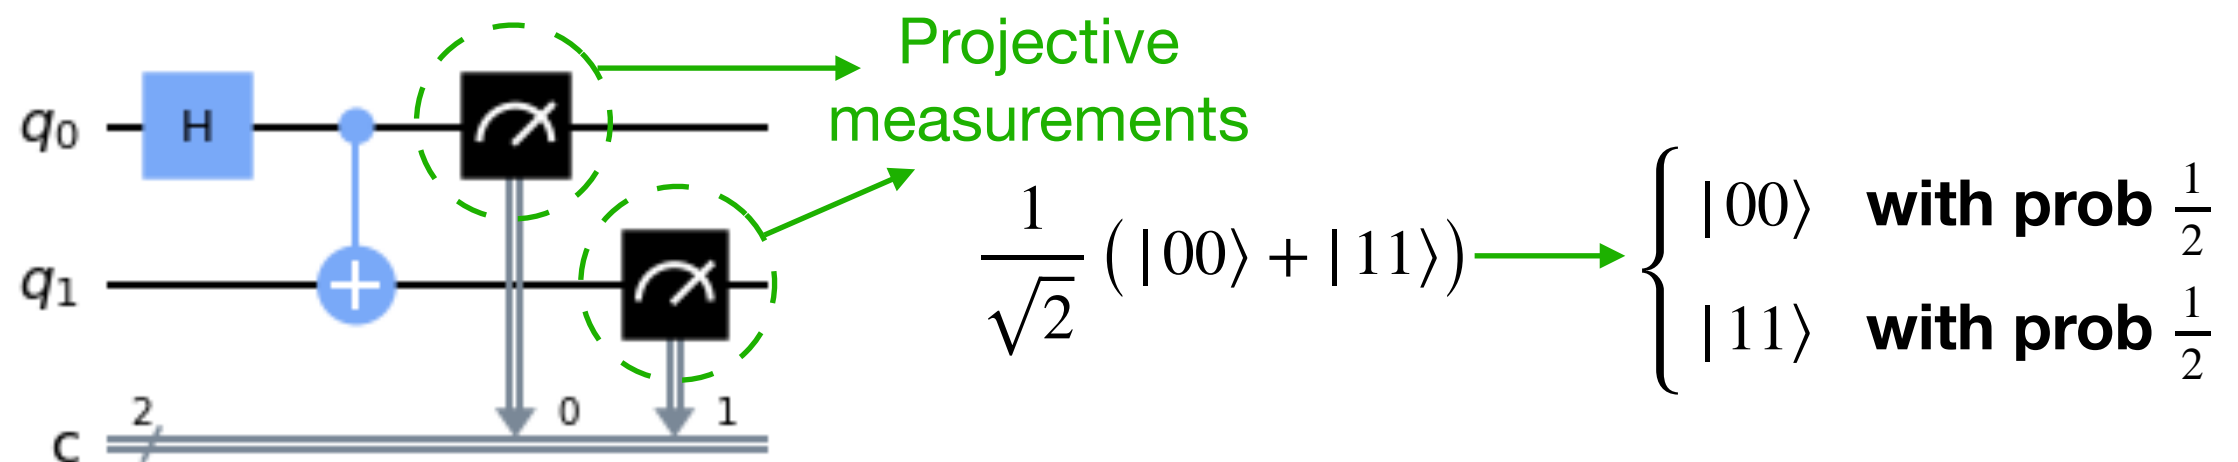 Projective
measurements
q0 H
q1
2 0 1
c
1/√2 (|00⟩ + |11⟩)
|00⟩ with prob 1/2
|11⟩ with prob 1/2